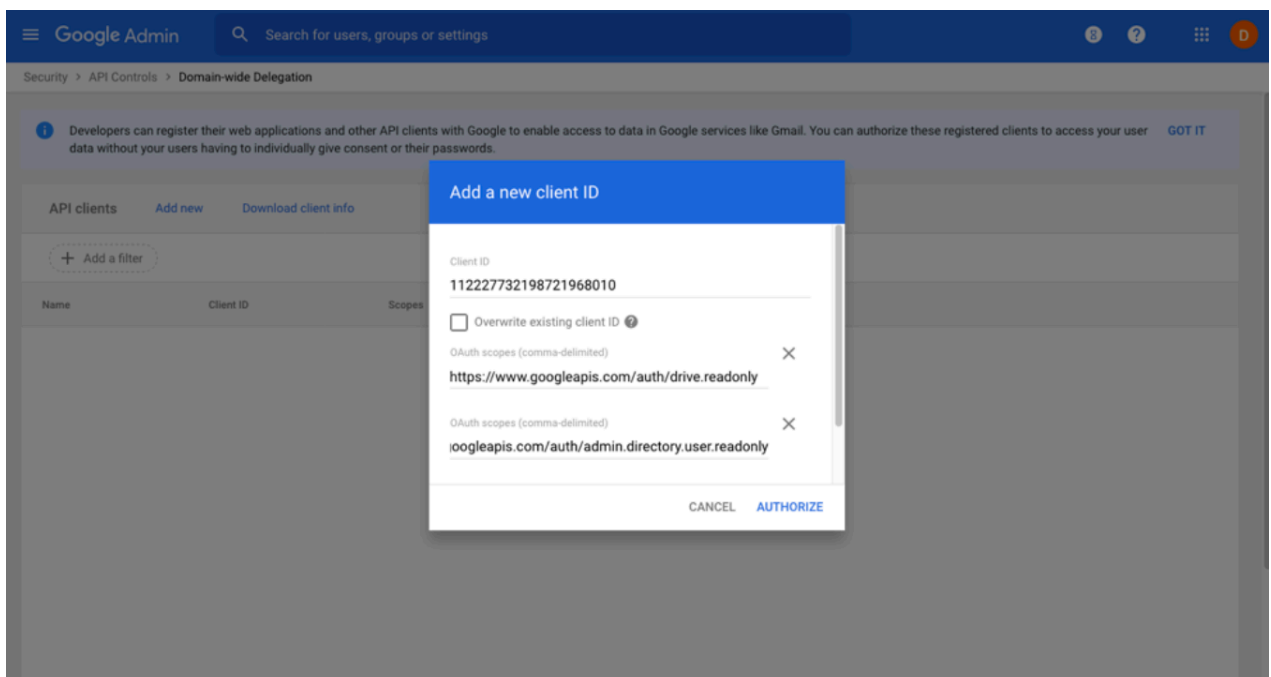 Google Admin
Search for users, groups or settings
8
?
D
Security > API Controls > Domain-wide Delegation
Developers can register their web applications and other API clients with Google to enable access to data in Google services like Gmail. You can authorize these registered clients to access your user
data without your users having to individually give consent or their passwords.
GOT IT
API clients
Add new
Download client info
+ Add a filter
Name
Client ID
Scopes
Add a new client ID
Client ID
112227732198721968010
Overwrite existing client ID
OAuth scopes (comma-delimited)
https://www.googleapis.com/auth/drive.readonly
OAuth scopes (comma-delimited)
oogleapis.com/auth/admin.directory.user.readonly
CANCEL
AUTHORIZE